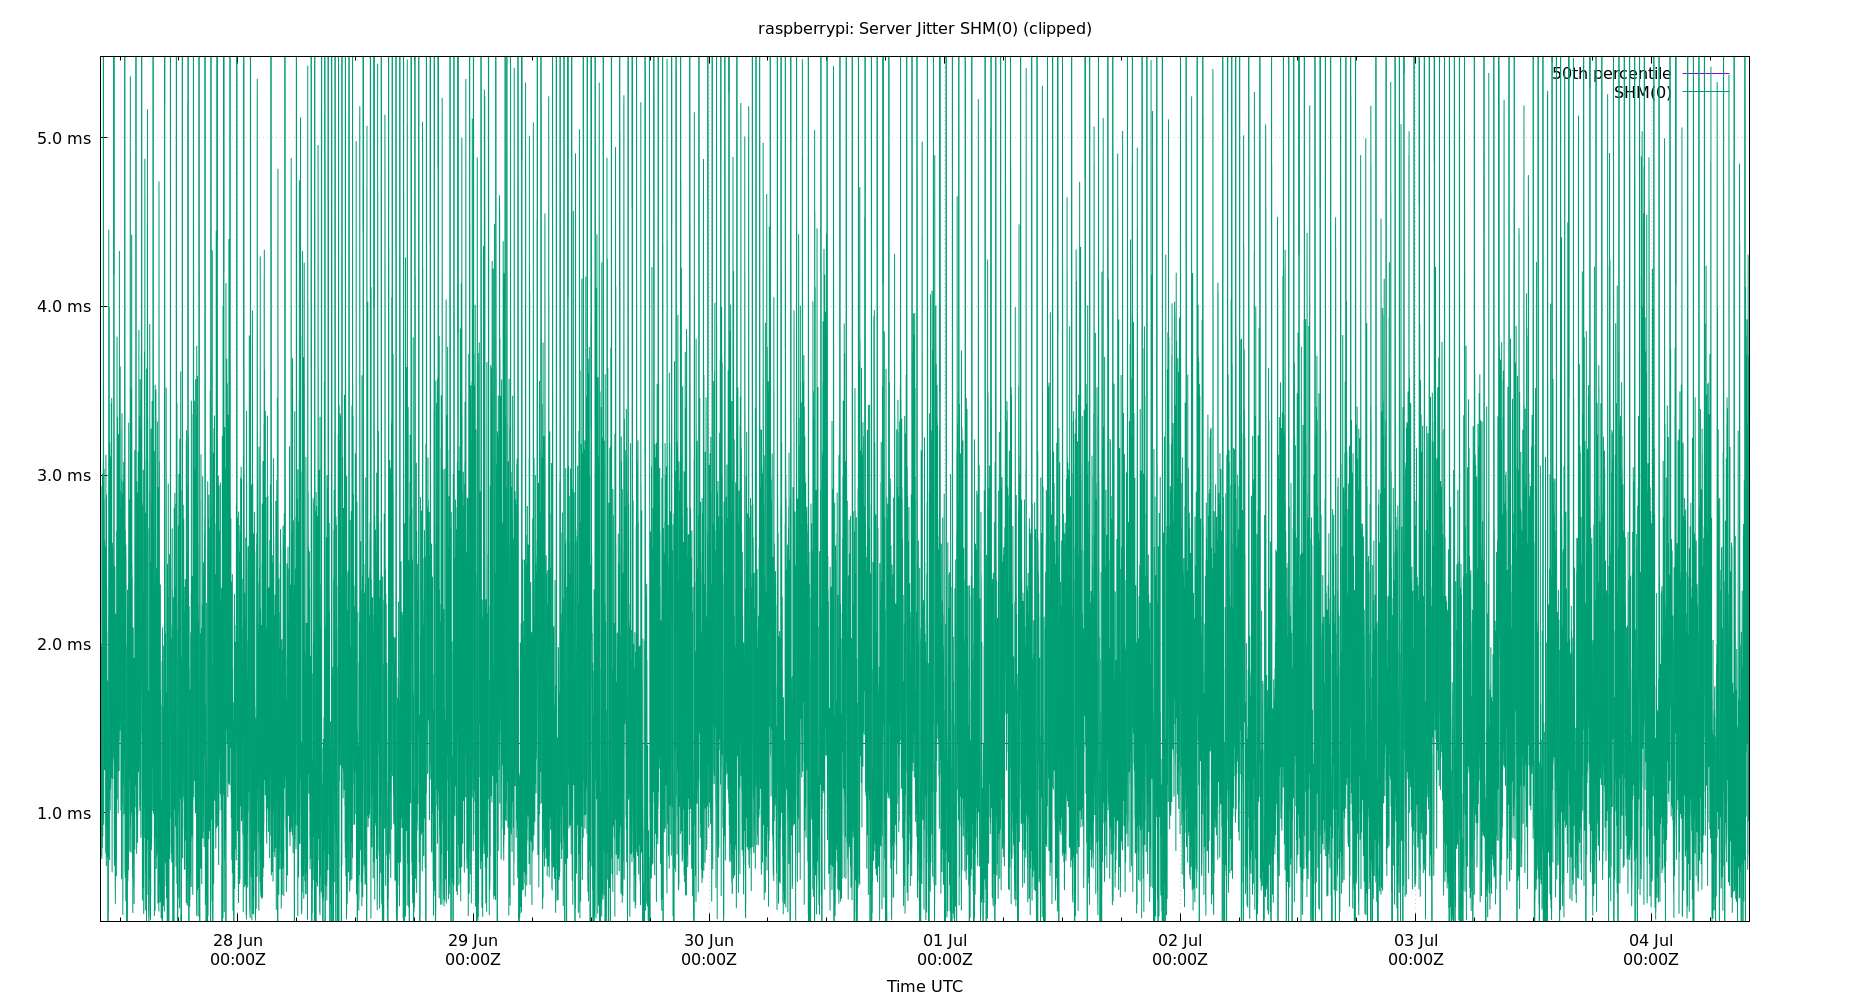 raspberrypi: Server Jitter SHM(0) (clipped)
50th percentile
SHM(0)
5.0 ms
4.0 ms
3.0 ms
2.0 ms
1.0 ms
28 Jun 29 Jun 30 Jun 01 Jul 02 Jul 03 Jul 04 Jul
00:00Z 00:00Z 00:00Z 00:00Z 00:00Z 00:00Z 00:00Z
Time UTC